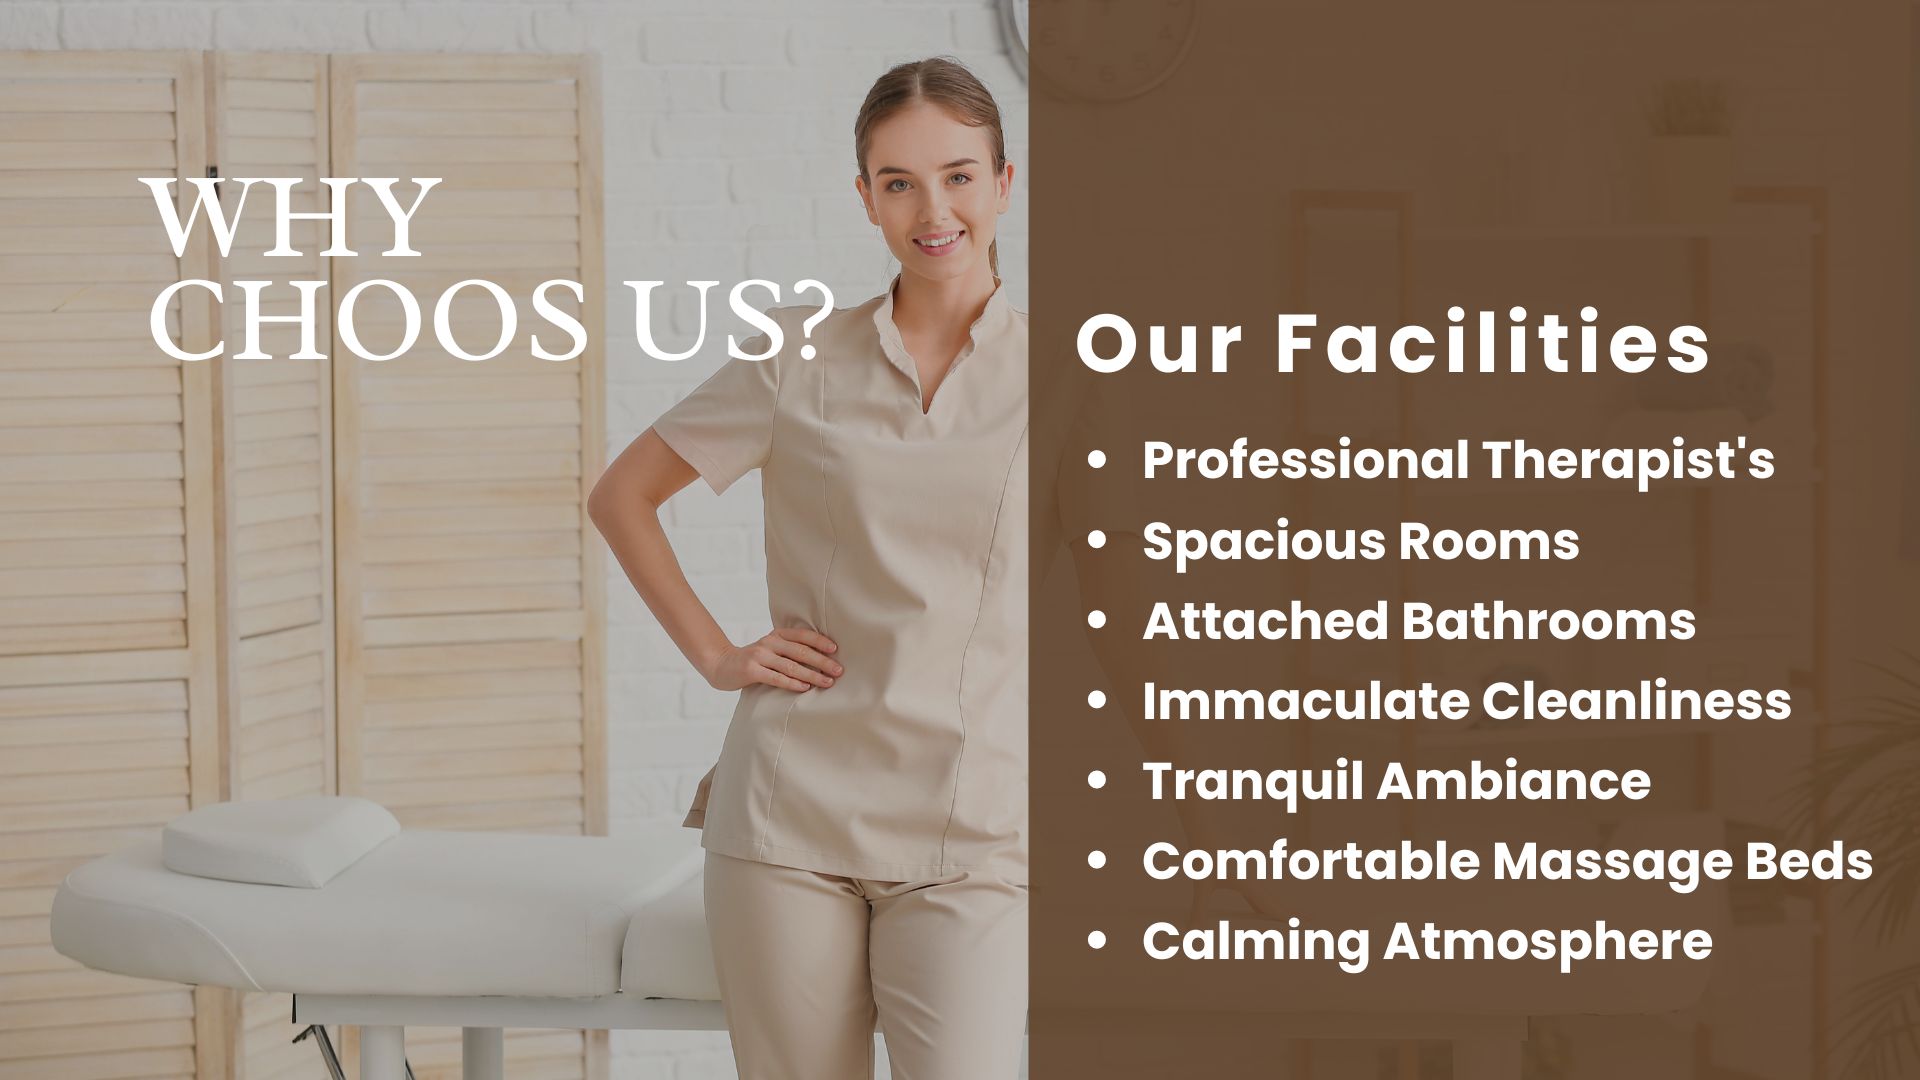 WHY
CHOOS US?
Our Facilities
• Professional Therapist's
• Spacious Rooms
• Attached Bathrooms
• Immaculate Cleanliness
• Tranquil Ambiance
• Comfortable Massage Beds
• Calming Atmosphere